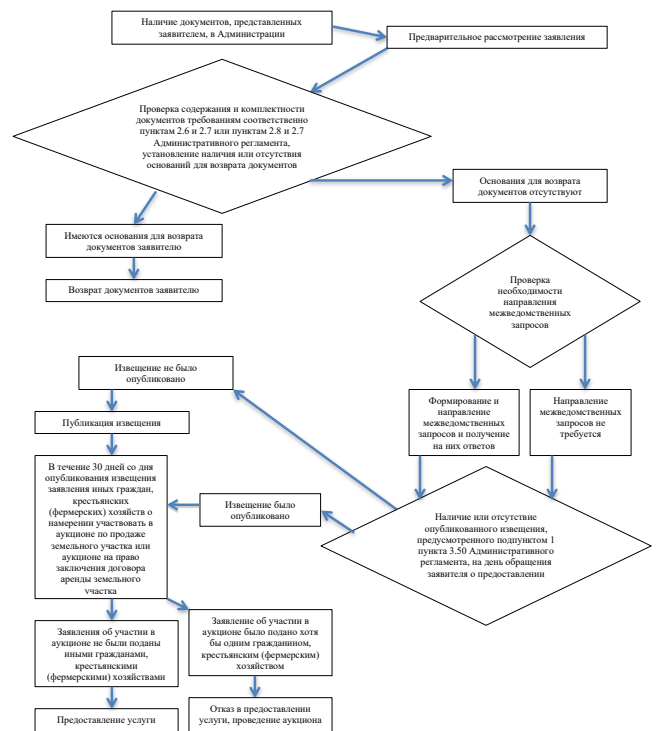 Наличие документов, представленных
заявителем, в Администрации
Предварительное рассмотрение заявления
Проверка содержания и комплектности
документов требованиям соответственно
пунктам 2.6 и 2.7 или пунктам 2.8 и 2.7
Административного регламента,
установление наличия или отсутствия
оснований для возврата документов
Основания для возврата
документов отсутствуют
Имеются основания для возврата
документов заявителю
Возврат документов заявителю
Проверка
необходимости
направления
межведомственных
запросов
Извещение не было
опубликовано
Формирование и
направление
межведомственных
запросов и получение
на них ответов
Направление
межведомственных
запросов не
требуется
Публикация извещения
В течение 30 дней со дня
опубликования извещения
заявления иных граждан,
крестьянских
(фермерских) хозяйств о
намерении участвовать в
аукционе по продаже
земельного участка или
аукционе на право
заключения договора
аренды земельного
участка
Извещение было
опубликовано
Наличие или отсутствие
опубликованного извещения,
предусмотренного подпунктом 1
пункта 3.50 Административного
регламента, на день обращения
заявителя о предоставлении
Заявления об участии в
аукционе не были поданы
иными гражданами,
крестьянскими
(фермерскими) хозяйствами
Заявление об участии в
аукционе было подано хотя
бы одним гражданином,
крестьянским (фермерским)
хозяйством
Предоставление услуги
Отказ в предоставлении
услуги, проведение аукциона